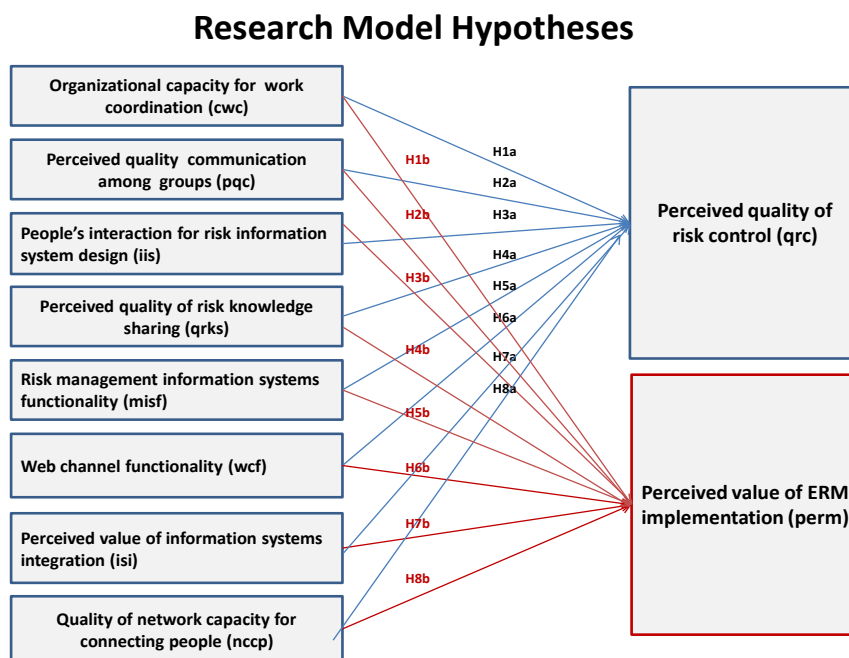 Research Model Hypotheses
Organizational capacity for work
coordination (cwc)
Perceived quality communication
among groups (pqc)
People's interaction for risk information
system design (iis)
Perceived quality of risk knowledge
sharing (qrks)
Risk management information systems
functionality (misf)
Web channel functionality (wcf)
Perceived value of information systems
integration (isi)
Quality of network capacity for
connecting people (nccp)
H1a
H1b
H2a
H2b
H3a
H4a
H3b
H5a
H6a
H4b
H7a
H8a
H5b
H6b
H7b
H8b
Perceived quality of
risk control (qrc)
Perceived value of ERM
implementation (perm)